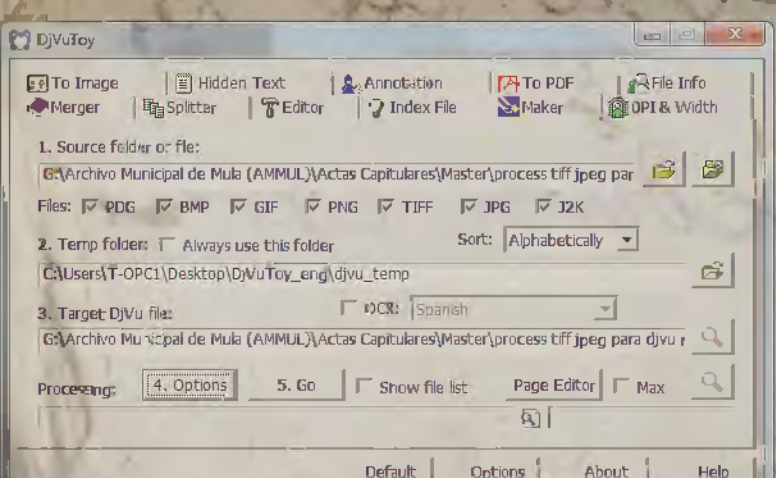 DjVuToy
To Image Hidden Text Annotation To PDF File Info
Merger Splitter Editor Index File Maker DPI & Width
1. Source folder or file:
G:\Archivo Municipal de Mula (AMMUL)\Actas Capitulares\Master\process tiff jpeg par
Files: PDG BMP GIF PNG TIFF JPG J2K
2. Temp folder: Always use this folder Sort: Alphabetically
C:\Users\T-OPC1\Desktop\DjVuToy_eng\djvu_temp
3. Target DjVu file: OCR: Spanish
G:\Archivo Municipal de Mula (AMMUL)\Actas Capitulares\Master\process tiff jpeg para djvu r
Processing: 4. Options 5. Go Show file list Page Editor Max
Default Options About Help